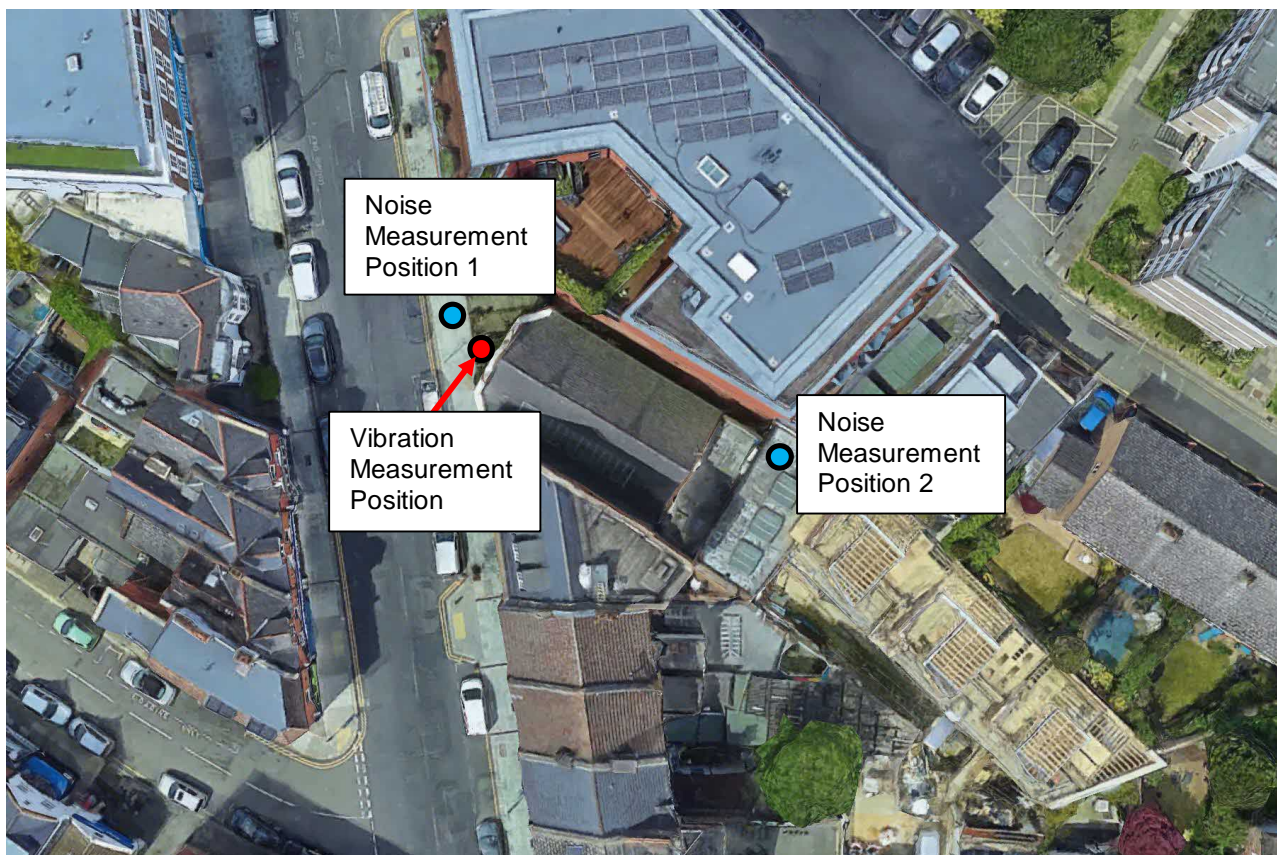 Noise
Measurement
Position 1
Vibration
Measurement
Position
Noise
Measurement
Position 2